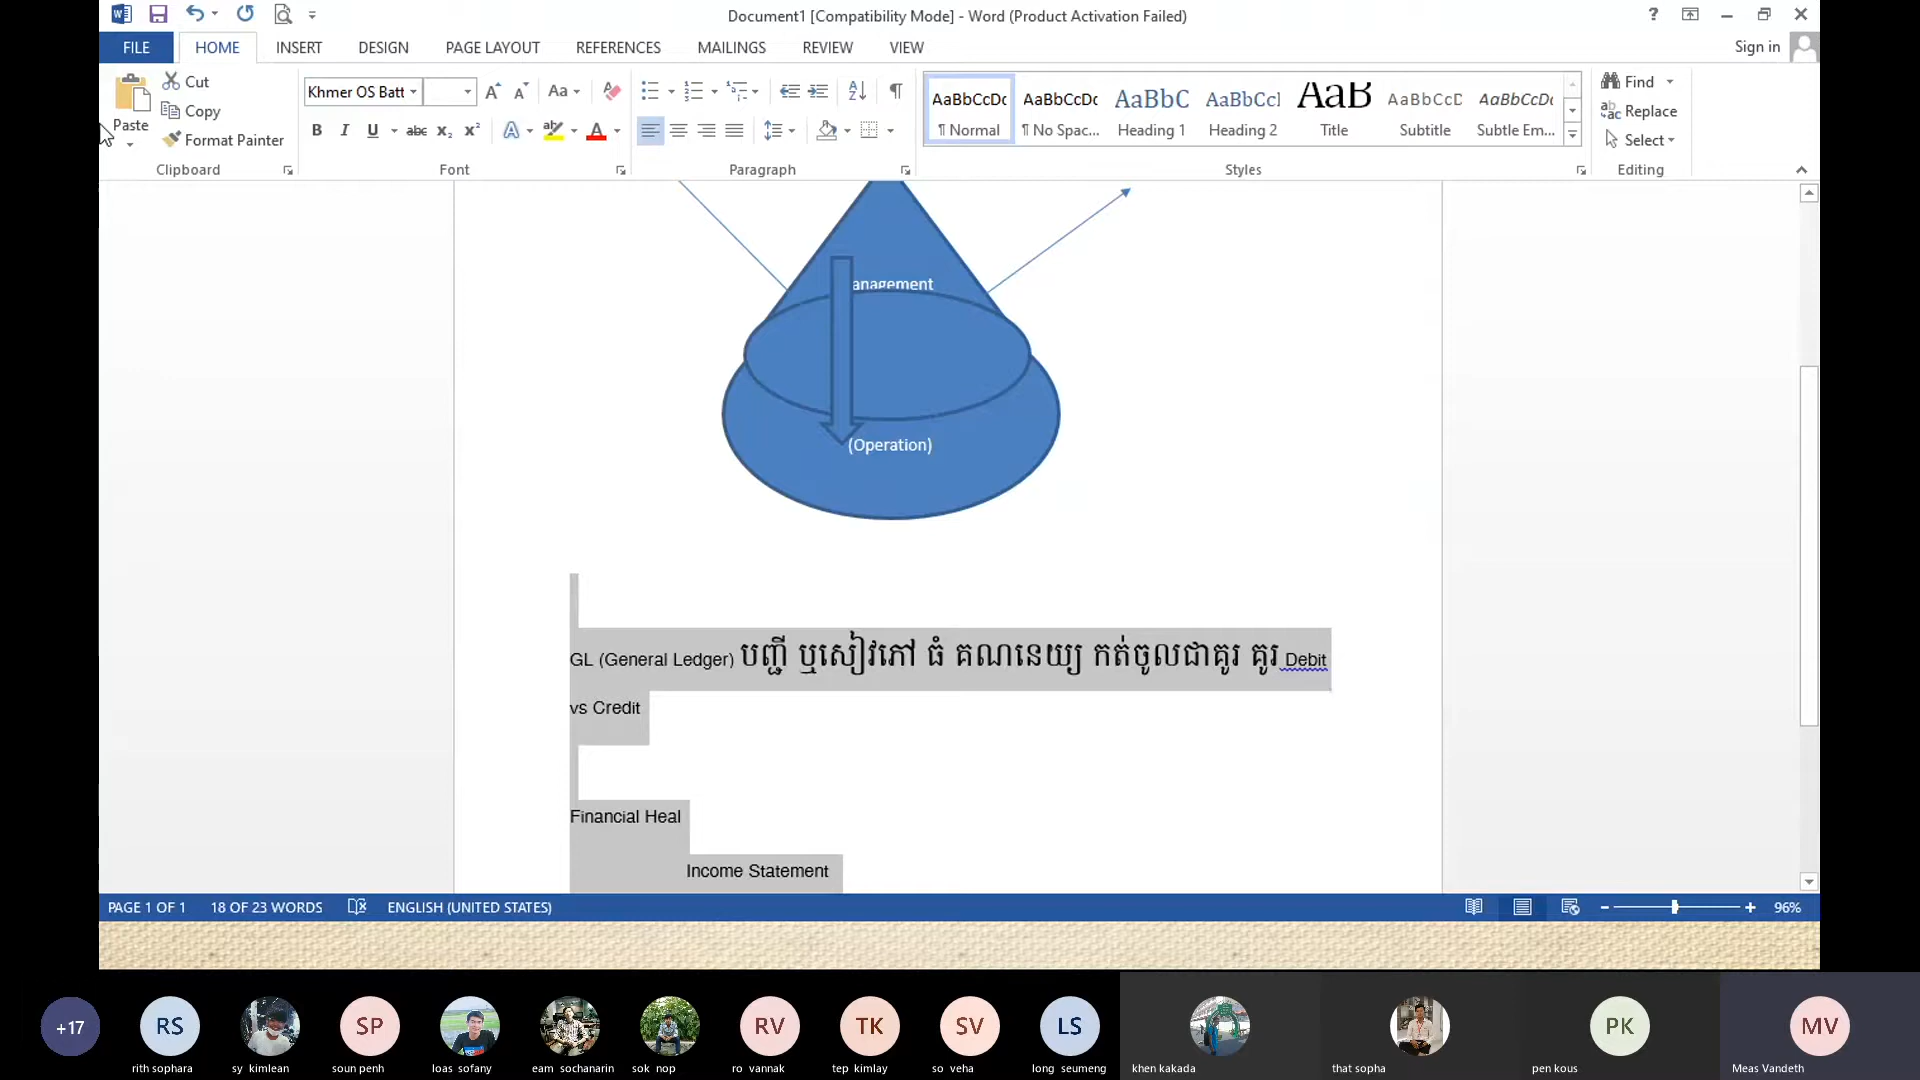 Document1 [Compatibility Mode] - Word (Product Activation Failed)
FILE HOME INSERT DESIGN PAGE LAYOUT REFERENCES MAILINGS REVIEW VIEW Sign in
Paste Cut Copy Format Painter
Khmer OS Batt
AaBbCcDc AaBbCcDc AaBbC AaBbCcI AaB AaBbCcD AaBbCcDc
¶ Normal ¶ No Spac... Heading 1 Heading 2 Title Subtitle Subtle Em...
Find Replace Select
Clipboard Font Paragraph Styles Editing
anagement
(Operation)
GL (General Ledger) បញ្ជី ឬសៀវភៅ ធំ គណនេយ្យ កត់ចូលជាគូរ គូរ Debit
vs Credit
Financial Heal
Income Statement
PAGE 1 OF 1 18 OF 23 WORDS ENGLISH (UNITED STATES) 96%
+17 RS SP RV TK SV LS PK MV
rith sophara sy kimlean soun penh loas sofany eam sochanarin sok nop ro vannak tep kimlay so veha long seumeng khen kakada that sopha pen kous Meas Vandeth